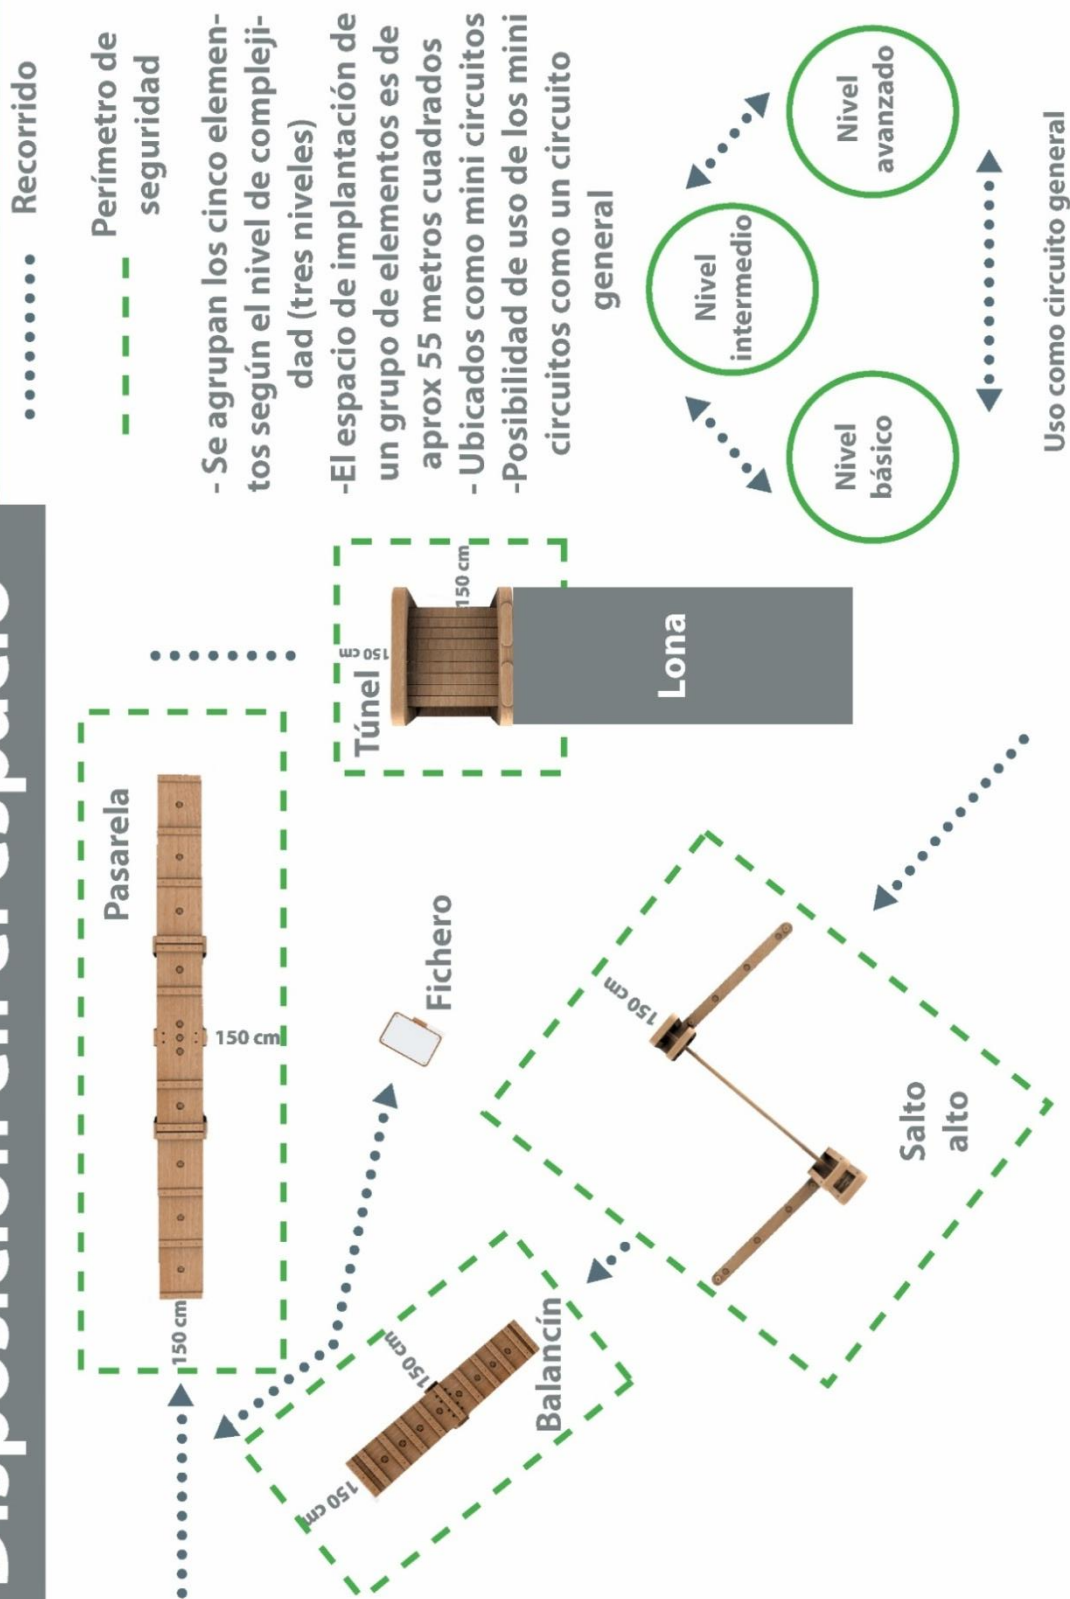 Disposición en el espacio
Recorrido
Perímetro de
seguridad
- Se agrupan los cinco elemen-
tos según el nivel de compleji-
dad (tres niveles)
-El espacio de implantación de
un grupo de elementos es de
aprox 55 metros cuadrados
- Ubicados como mini circuitos
-Posibilidad de uso de los mini
circuitos como un circuito
general
Nivel
básico
Nivel
intermedio
Nivel
avanzado
Uso como circuito general
Pasarela
150 cm
150 cm
Túnel
150 cm
150 cm
Lona
Fichero
Balancín
150 cm
150 cm
Salto
alto
150 cm